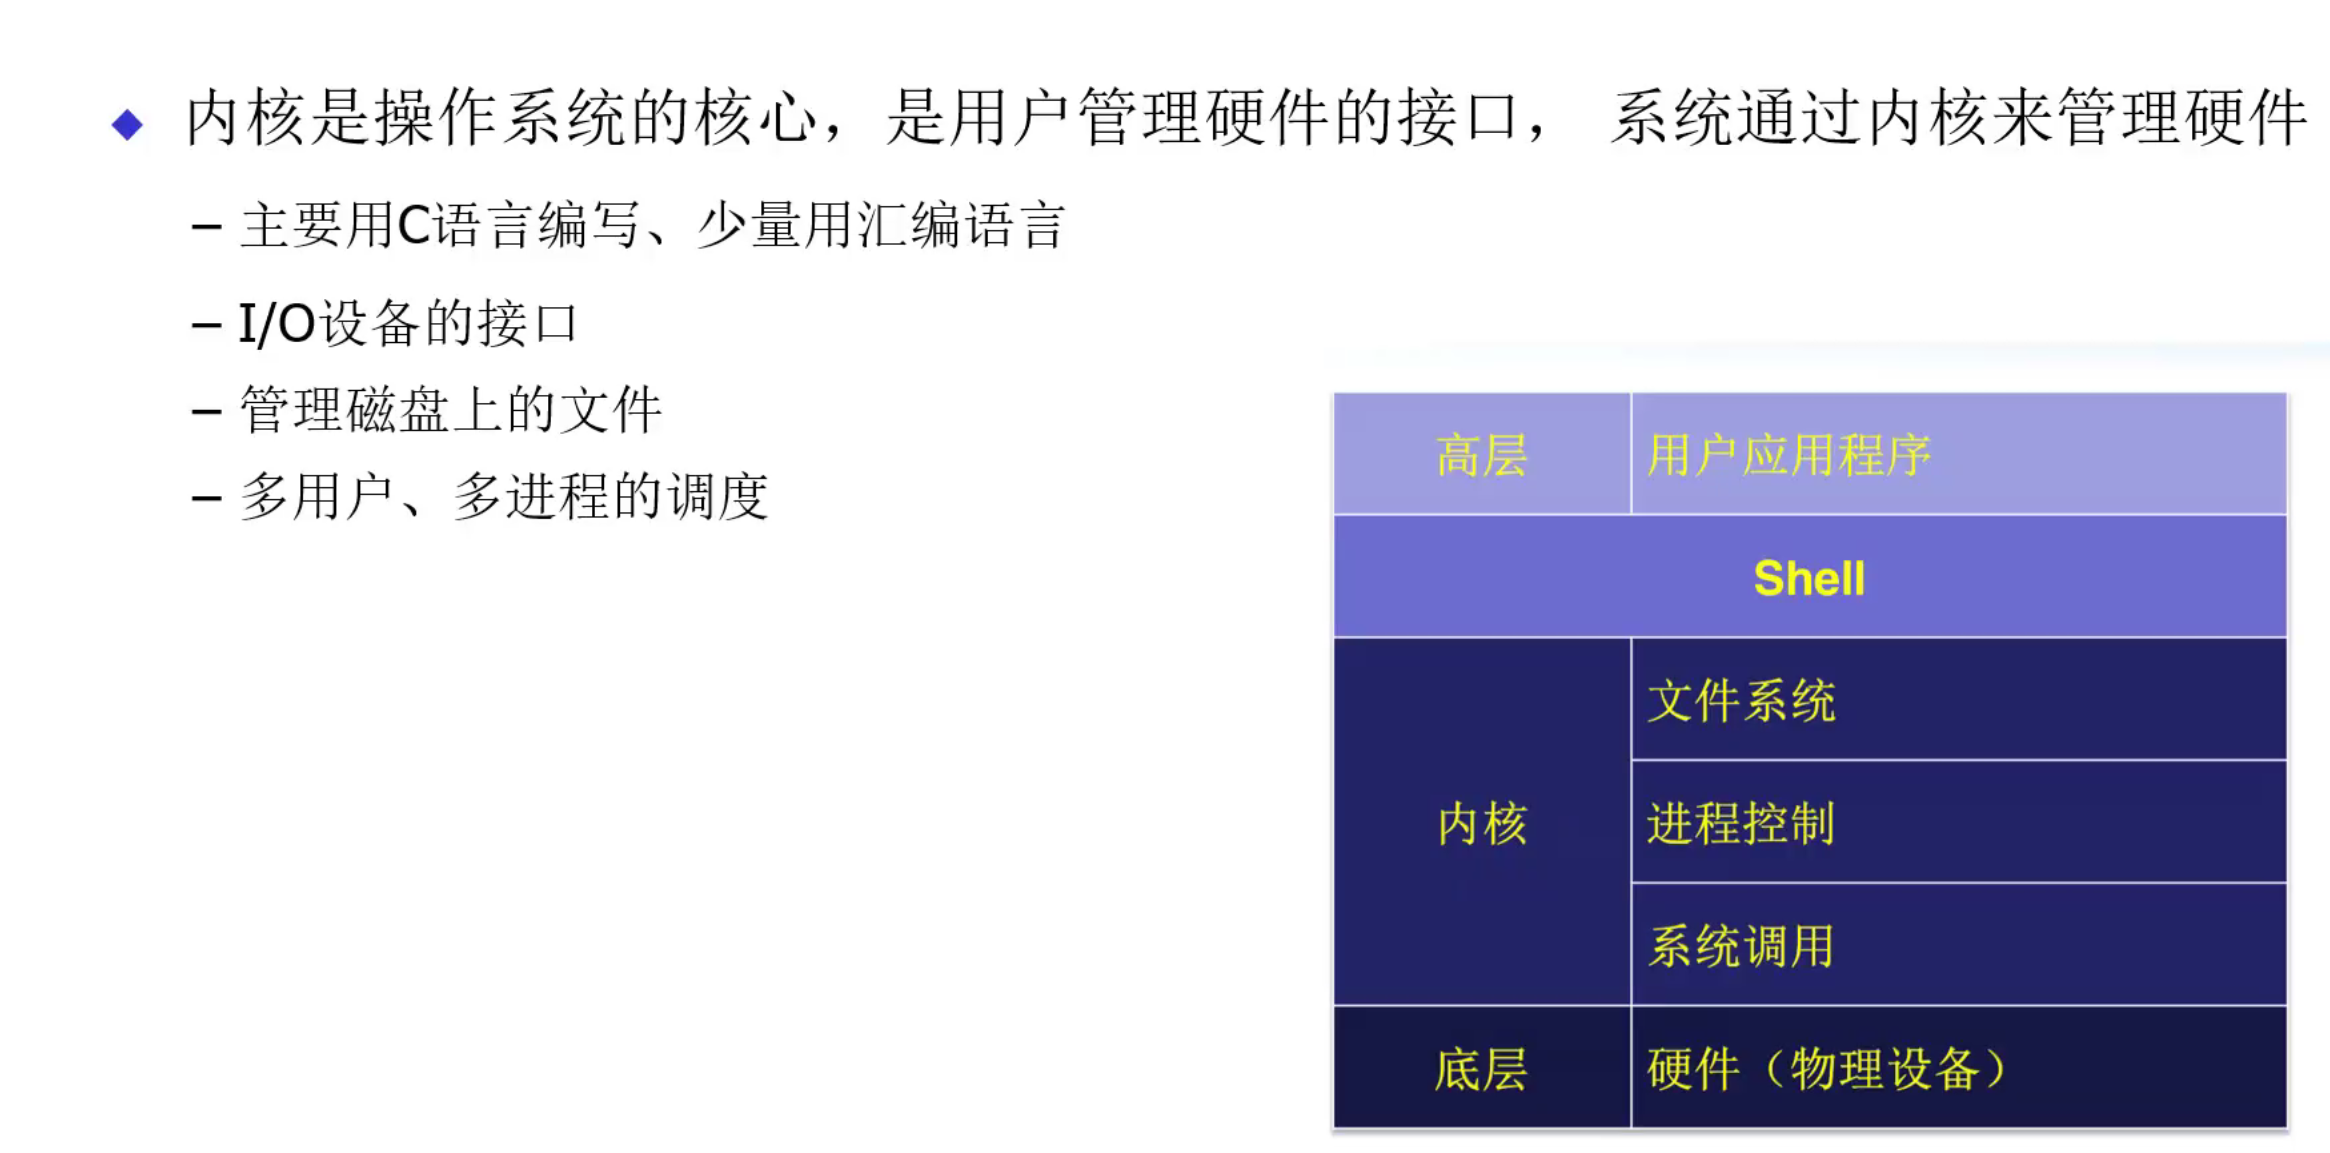 内核是操作系统的核心，是用户管理硬件的接口， 系统通过内核来管理硬件
– 主要用C语言编写、少量用汇编语言
– I/O设备的接口
– 管理磁盘上的文件
– 多用户、多进程的调度
高层 用户应用程序
Shell
文件系统
内核 进程控制
系统调用
底层 硬件（物理设备）